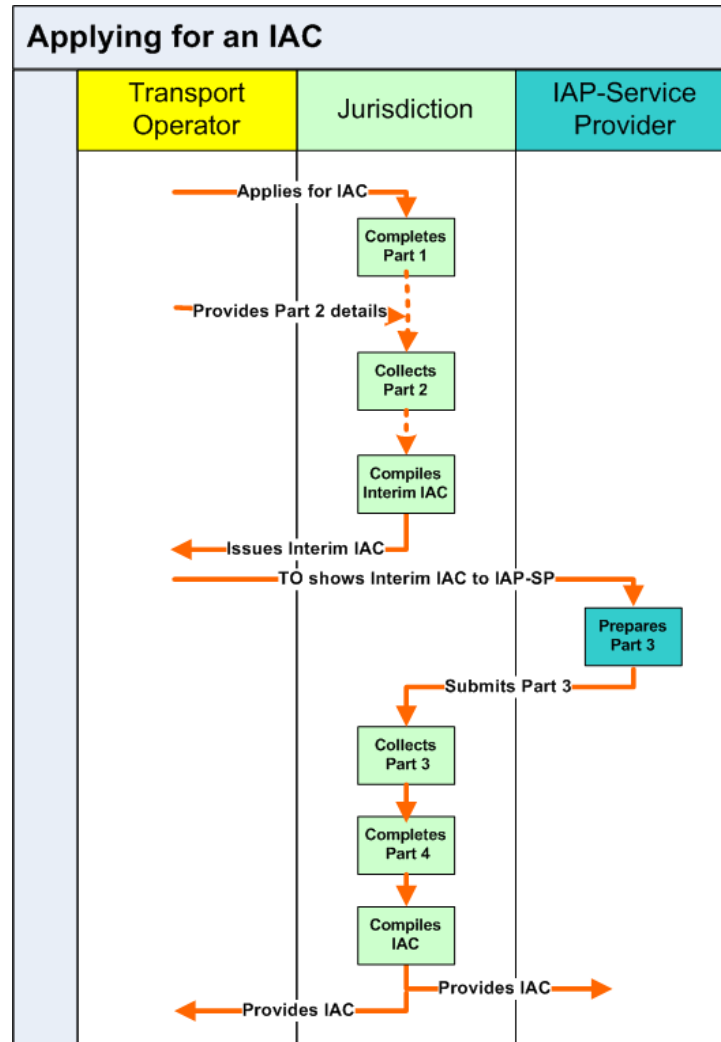 Applying for an IAC
Transport
Operator
Jurisdiction
IAP-Service
Provider
Applies for IAC
Completes
Part 1
Provides Part 2 details
Collects
Part 2
Compiles
Interim IAC
Issues Interim IAC
TO shows Interim IAC to IAP-SP
Prepares
Part 3
Submits Part 3
Collects
Part 3
Completes
Part 4
Compiles
IAC
Provides IAC
Provides IAC